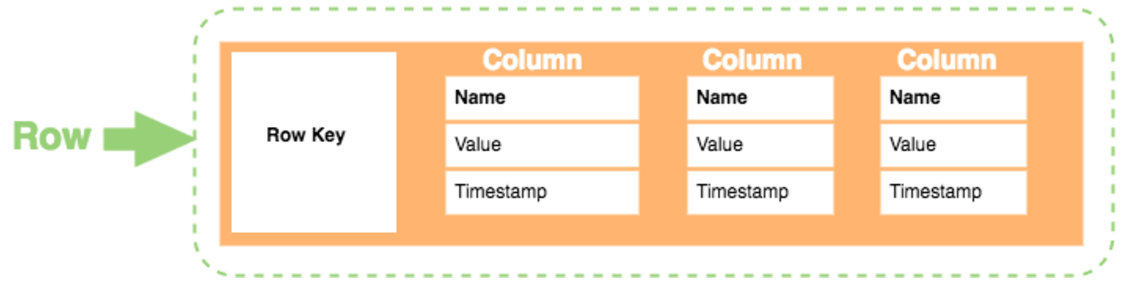 Row
Row Key
Column
Name
Value
Timestamp
Column
Name
Value
Timestamp
Column
Name
Value
Timestamp